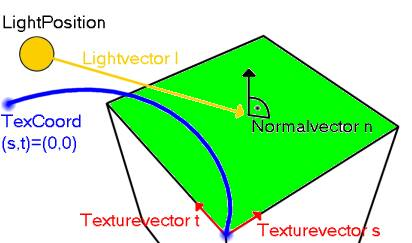 LightPosition
Lightvector l
Normalvector n
TexCoord
(s,t)=(0,0)
Texturevector t
Texturevector s